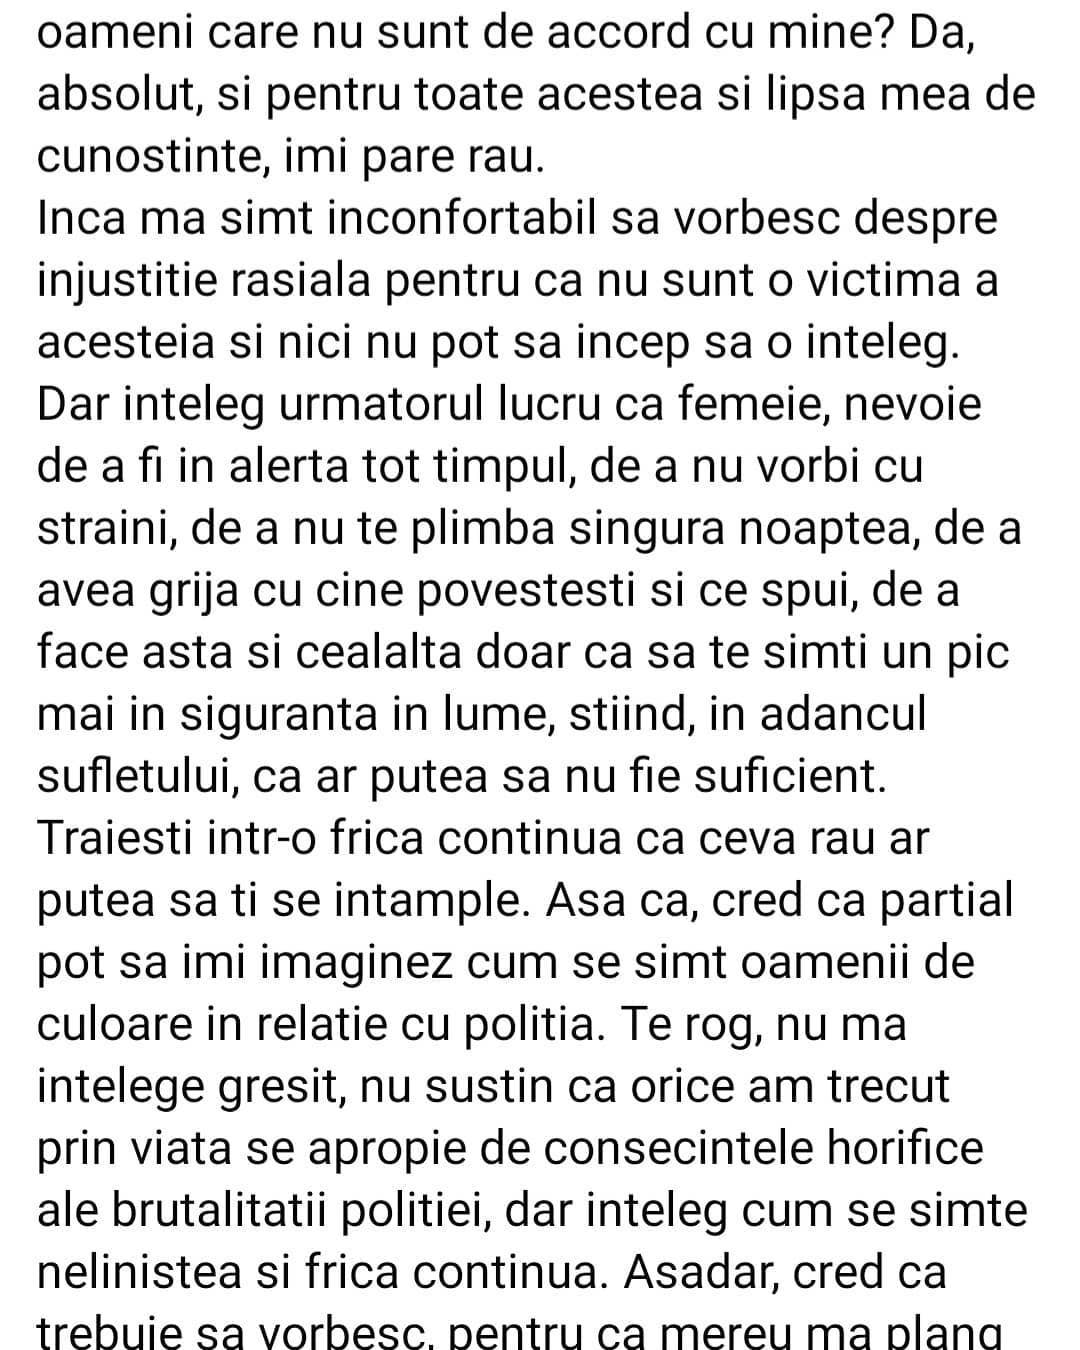 oameni care nu sunt de accord cu mine? Da,
absolut, si pentru toate acestea si lipsa mea de
cunostinte, imi pare rau.
Inca ma simt inconfortabil sa vorbesc despre
injustitie rasiala pentru ca nu sunt o victima a
acesteia si nici nu pot sa incep sa o inteleg.
Dar inteleg urmatorul lucru ca femeie, nevoie
de a fi in alerta tot timpul, de a nu vorbi cu
straini, de a nu te plimba singura noaptea, de a
avea grija cu cine povestesti si ce spui, de a
face asta si cealalta doar ca sa te simti un pic
mai in siguranta in lume, stiind, in adancul
sufletului, ca ar putea sa nu fie suficient.
Traiesti intr-o frica continua ca ceva rau ar
putea sa ti se intample. Asa ca, cred ca partial
pot sa imi imaginez cum se simt oamenii de
culoare in relatie cu politia. Te rog, nu ma
intelege gresit, nu sustin ca orice am trecut
prin viata se apropie de consecintele horifice
ale brutalitatii politiei, dar inteleg cum se simte
nelinistea si frica continua. Asadar, cred ca
trebuie sa vorbesc, pentru ca mereu ma plang